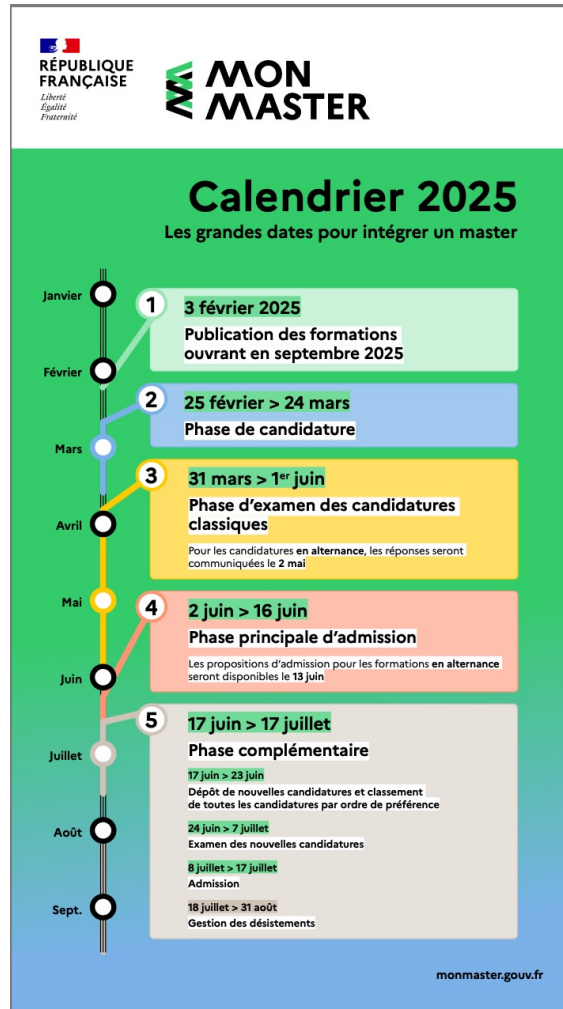 RÉPUBLIQUE
FRANÇAISE
Liberté
Égalité
Fraternité
MON
MASTER
Calendrier 2025
Les grandes dates pour intégrer un master
Janvier
Février
Mars
Avril
Mai
Juin
Juillet
Août
Sept.
1
3 février 2025
Publication des formations
ouvrant en septembre 2025
2
25 février > 24 mars
Phase de candidature
3
31 mars > 1er juin
Phase d’examen des candidatures
classiques
Pour les candidatures en alternance, les réponses seront
communiquées le 2 mai
4
2 juin > 16 juin
Phase principale d’admission
Les propositions d’admission pour les formations en alternance
seront disponibles le 13 juin
5
17 juin > 17 juillet
Phase complémentaire
17 juin > 23 juin
Dépôt de nouvelles candidatures et classement
de toutes les candidatures par ordre de préférence
24 juin > 7 juillet
Examen des nouvelles candidatures
8 juillet > 17 juillet
Admission
18 juillet > 31 août
Gestion des désistements
monmaster.gouv.fr